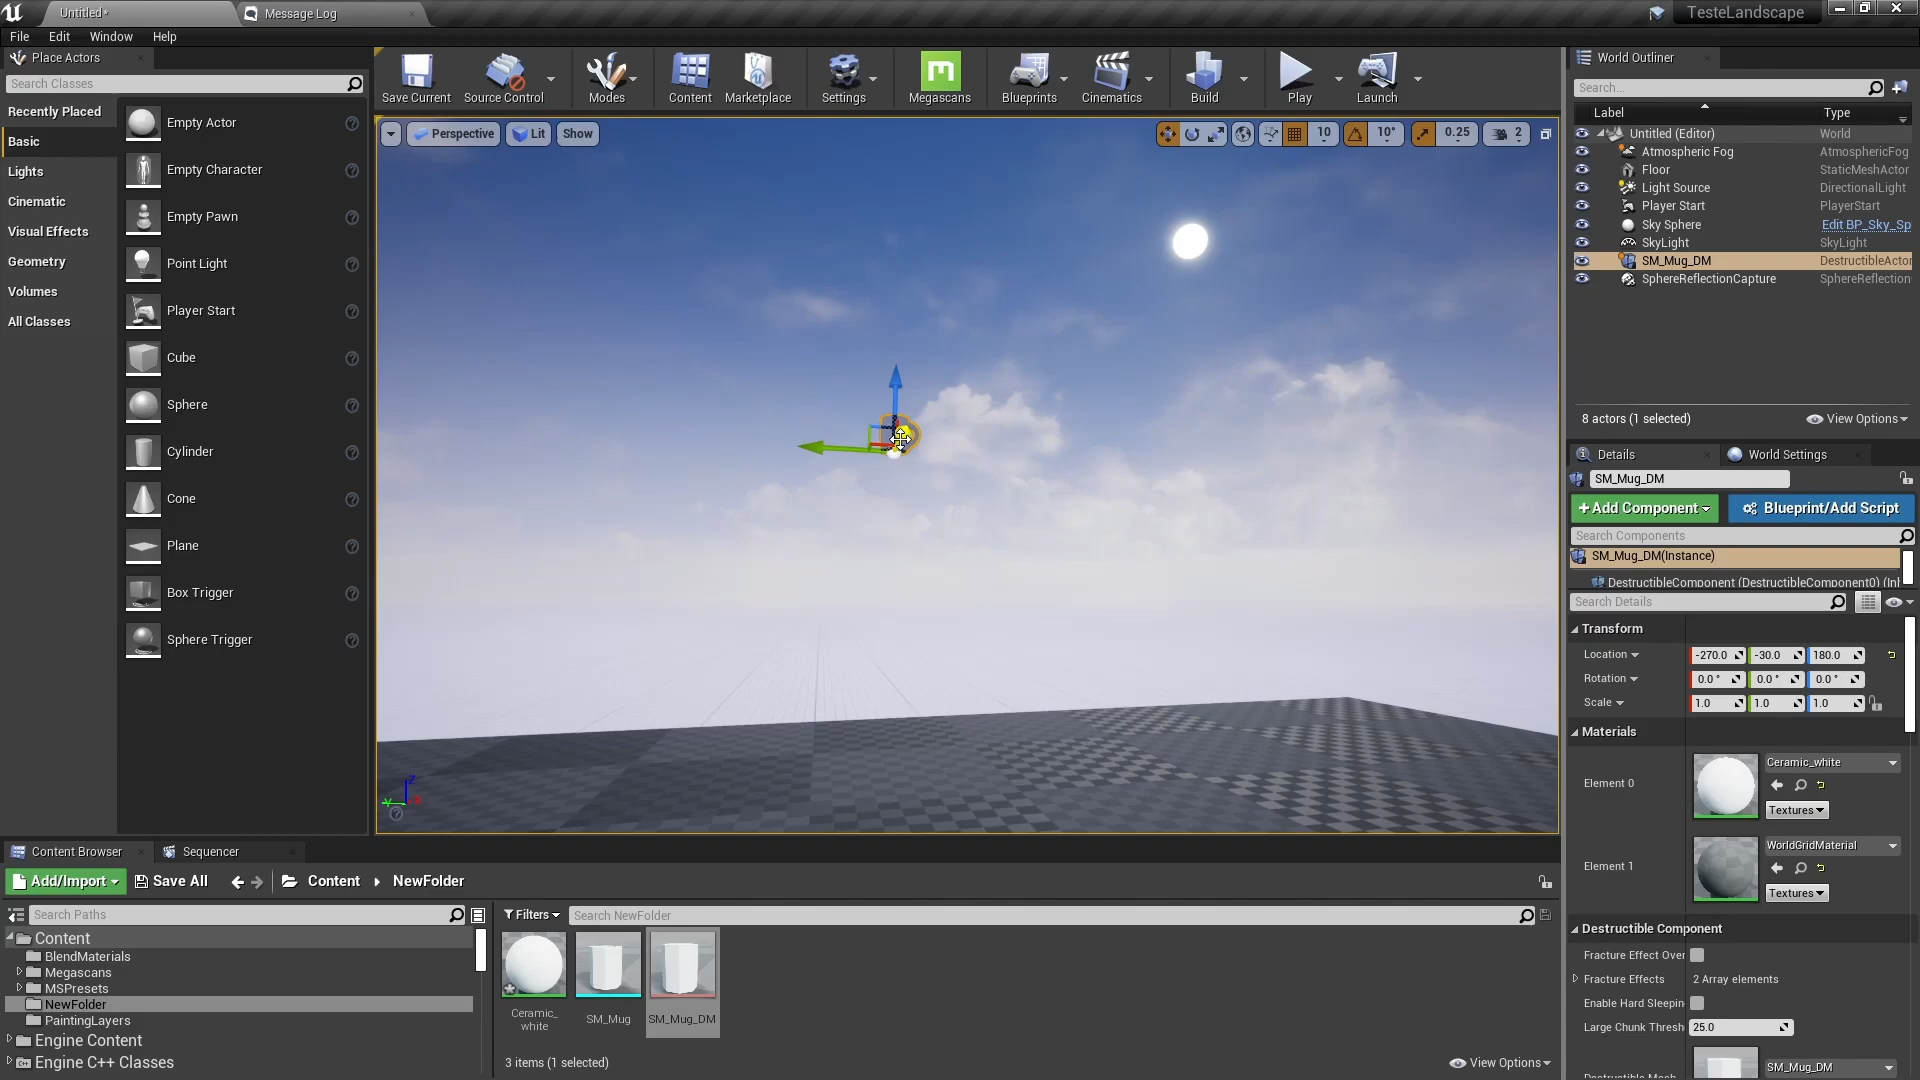 Untitled*
Message Log
TesteLandscape
File Edit Window Help
Place Actors
Search Classes
Recently Placed
Basic
Lights
Cinematic
Visual Effects
Geometry
Volumes
All Classes
Empty Actor
Empty Character
Empty Pawn
Point Light
Player Start
Cube
Sphere
Cylinder
Cone
Plane
Box Trigger
Sphere Trigger
Save Current
Source Control
Modes
Content
Marketplace
Settings
Megascans
Blueprints
Cinematics
Build
Play
Launch
Perspective
Lit
Show
10
10°
0.25
2
World Outliner
Search...
Label Type
Untitled (Editor) World
Atmospheric Fog AtmosphericFog
Floor StaticMeshActor
Light Source DirectionalLight
Player Start PlayerStart
Sky Sphere Edit BP_Sky_Sp
SkyLight SkyLight
SM_Mug_DM DestructibleActor
SphereReflectionCapture SphereReflection
8 actors (1 selected) View Options
Details World Settings
SM_Mug_DM
+Add Component Blueprint/Add Script
Search Components
SM_Mug_DM(Instance)
DestructibleComponent (DestructibleComponent0) (Inl
Search Details
Transform
Location -270.0 -30.0 180.0
Rotation 0.0 ° 0.0 ° 0.0 °
Scale 1.0 1.0 1.0
Materials
Element 0
Ceramic_white
Textures
Element 1
WorldGridMaterial
Textures
Destructible Component
Fracture Effect Over
Fracture Effects 2 Array elements
Enable Hard Sleepin
Large Chunk Thresh 25.0
SM_Mug_DM
Content Browser
Sequencer
Add/Import Save All Content NewFolder
Search Paths
Content
BlendMaterials
Megascans
MSPresets
NewFolder
PaintingLayers
Engine Content
Engine C++ Classes
Filters
Search NewFolder
Ceramic_
white
SM_Mug
SM_Mug_DM
3 items (1 selected)
View Options